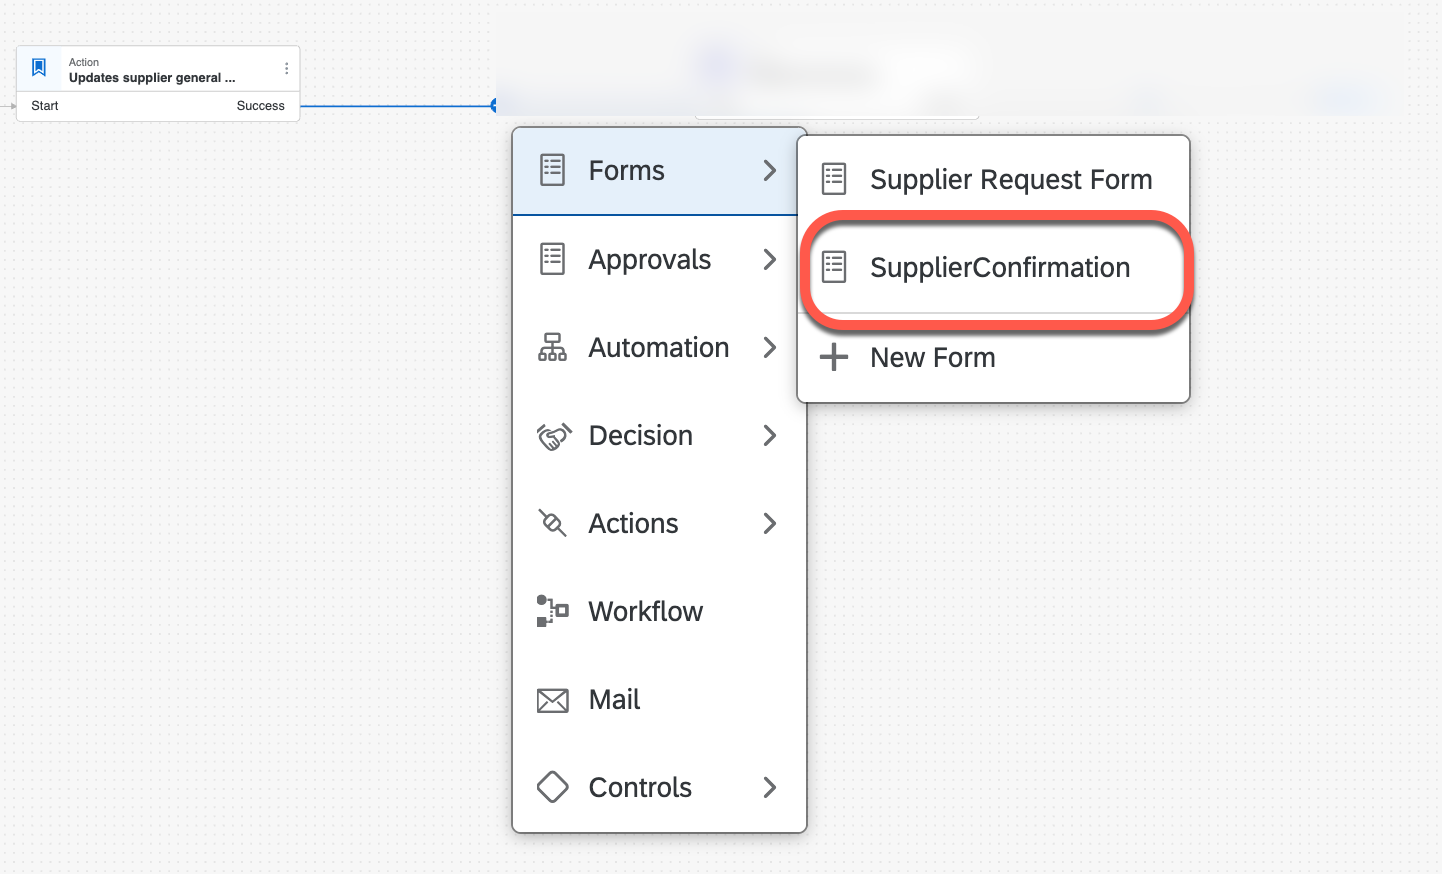 Action
Updates supplier general ...
Start
Success
Forms
Approvals
Automation
Decision
Actions
Workflow
Mail
Controls
Supplier Request Form
SupplierConfirmation
New Form